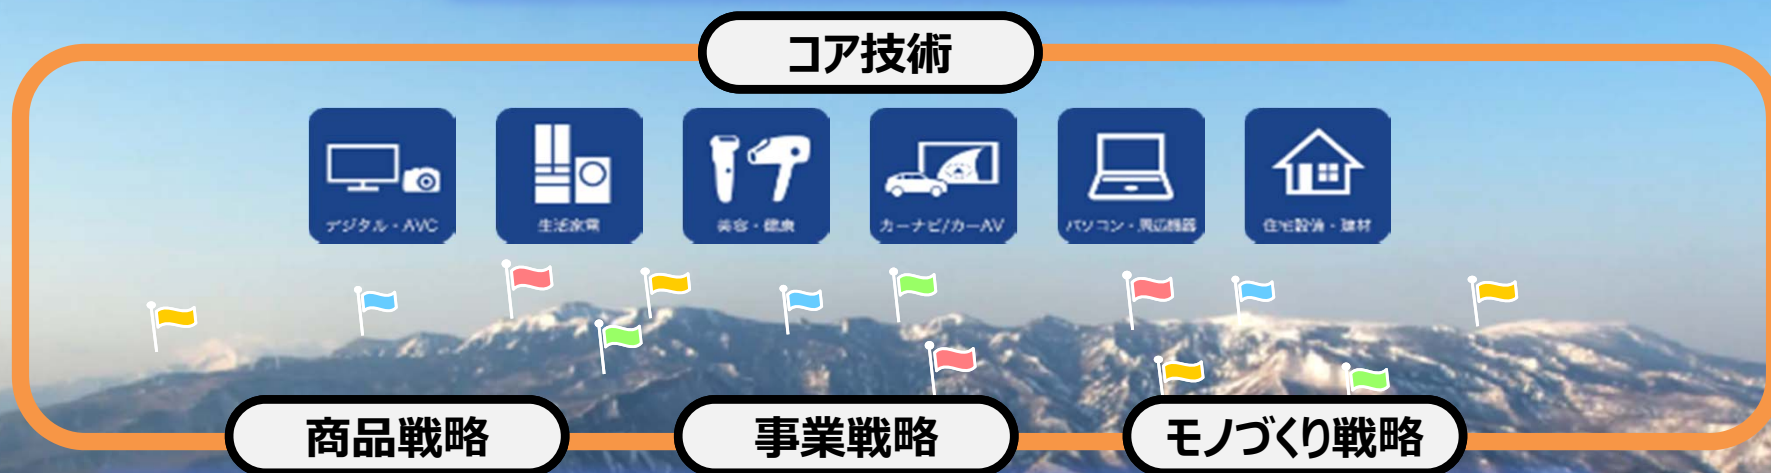 コア技術
デジタル・AVC
生活家電
美容・健康
カーナビ/カーAV
パソコン・周辺機器
住宅設備・建材
商品戦略
事業戦略
モノづくり戦略